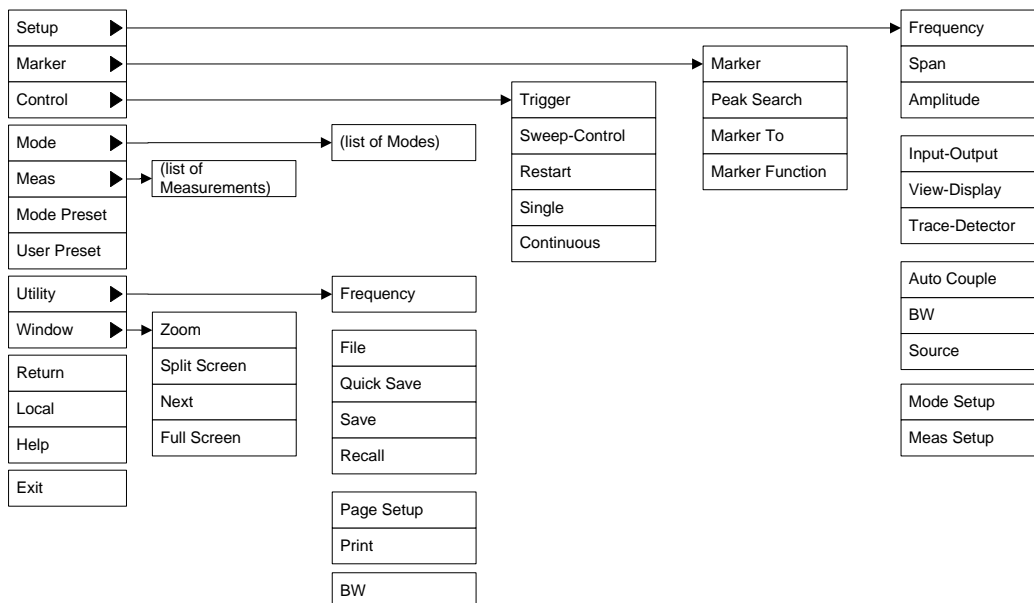 Setup
Marker
Control
Mode
Meas
Mode Preset
User Preset
Utility
Window
Return
Local
Help
Exit
(list of
Measurements)
Zoom
Split Screen
Next
Full Screen
(list of Modes)
Frequency
File
Quick Save
Save
Recall
Page Setup
Print
BW
Trigger
Sweep-Control
Restart
Single
Continuous
Marker
Peak Search
Marker To
Marker Function
Frequency
Span
Amplitude
Input-Output
View-Display
Trace-Detector
Auto Couple
BW
Source
Mode Setup
Meas Setup